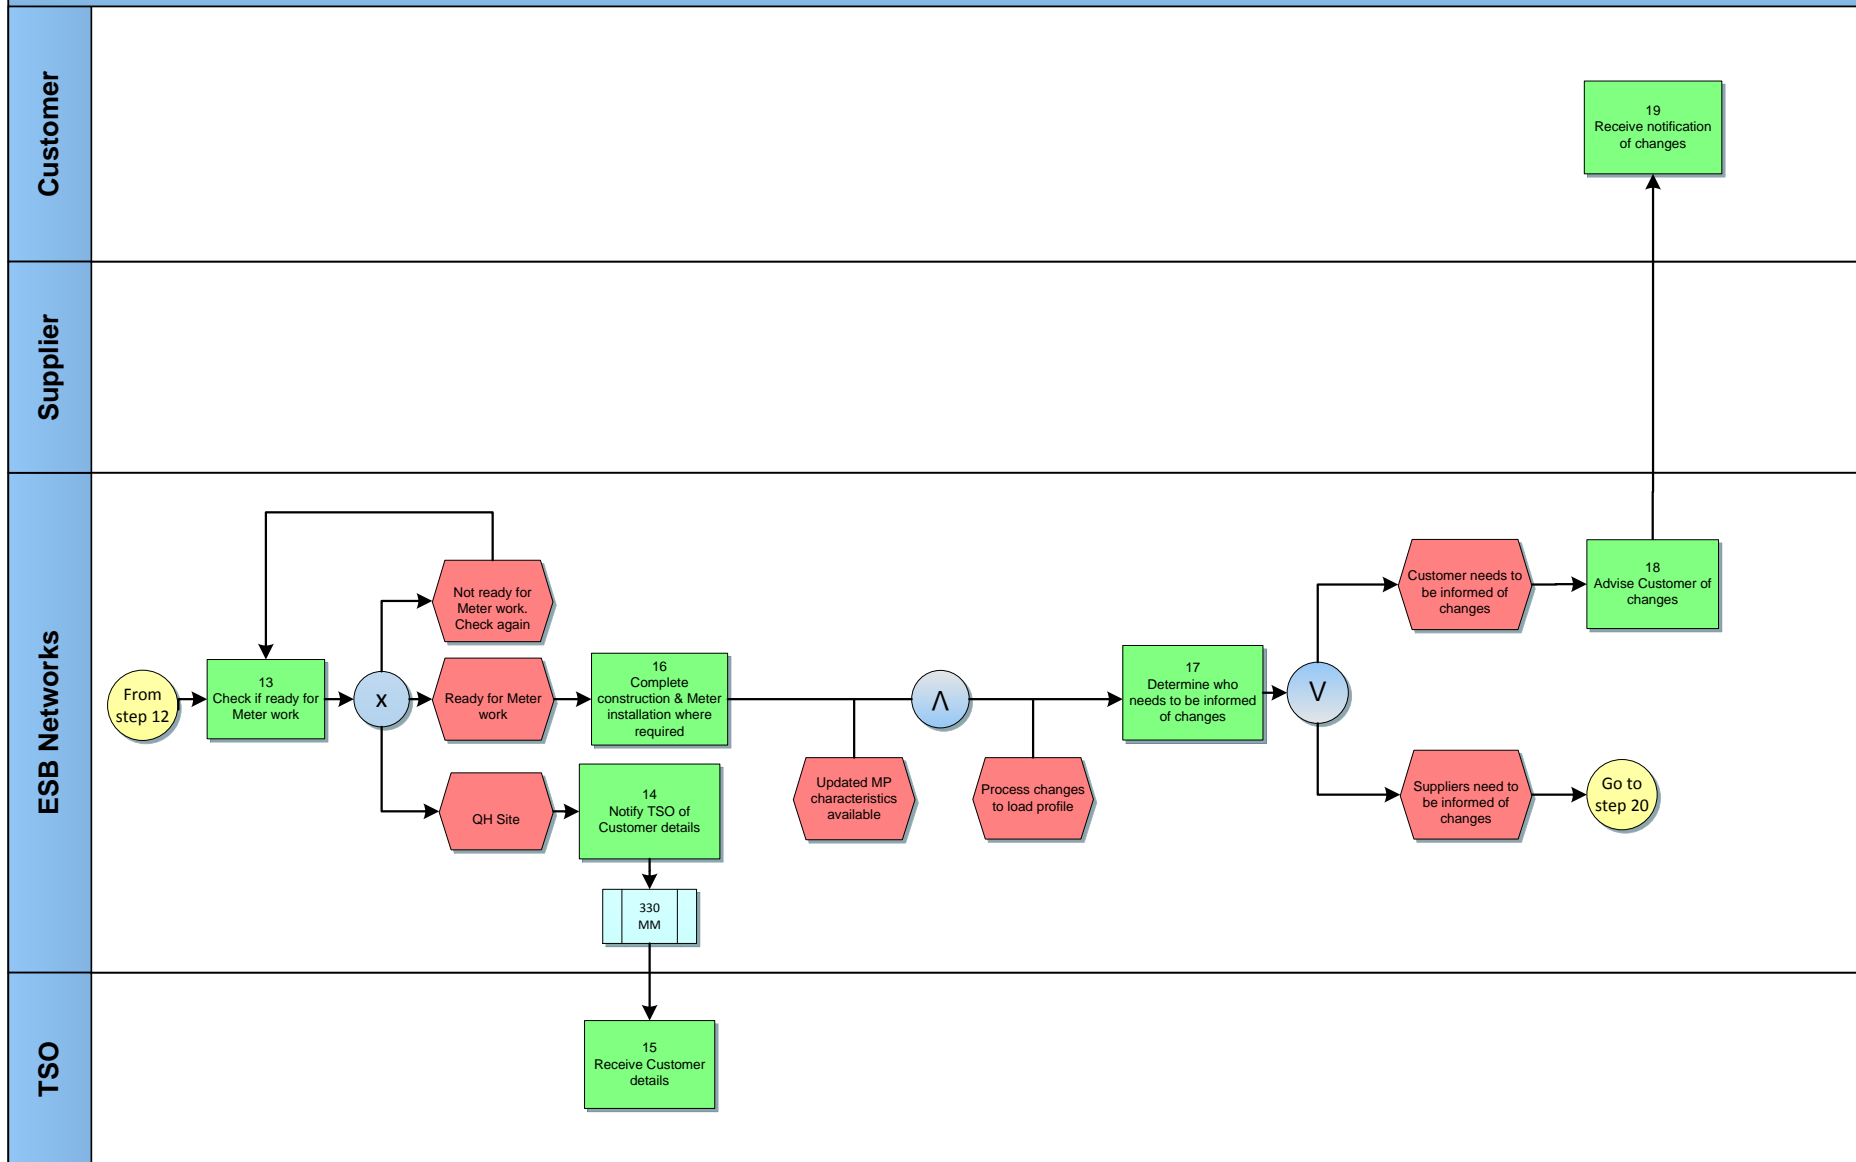 Customer
19
Receive notification
of changes
Supplier
ESB Networks
Not ready for
Meter work.
Check again
From
step 12
13
Check if ready for
Meter work
x
Ready for Meter
work
16
Complete
construction & Meter
installation where
required
QH Site
14
Notify TSO of
Customer details
330
MM
Updated MP
characteristics
available
Λ
Process changes
to load profile
17
Determine who
needs to be informed
of changes
V
Customer needs to
be informed of
changes
18
Advise Customer of
changes
Suppliers need to
be informed of
changes
Go to
step 20
TSO
15
Receive Customer
details